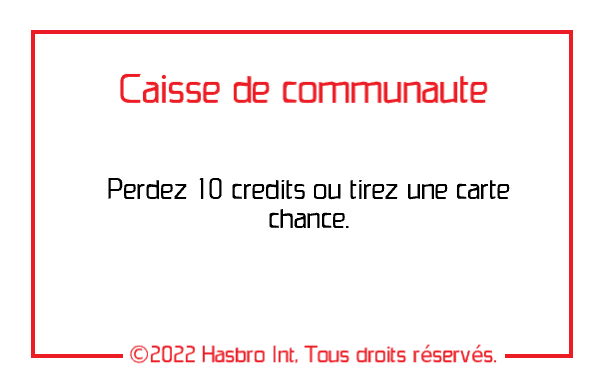 Caisse de communaute
Perdez 10 credits ou tirez une carte
chance.
©2022 Hasbro Int. Tous droits réservés.